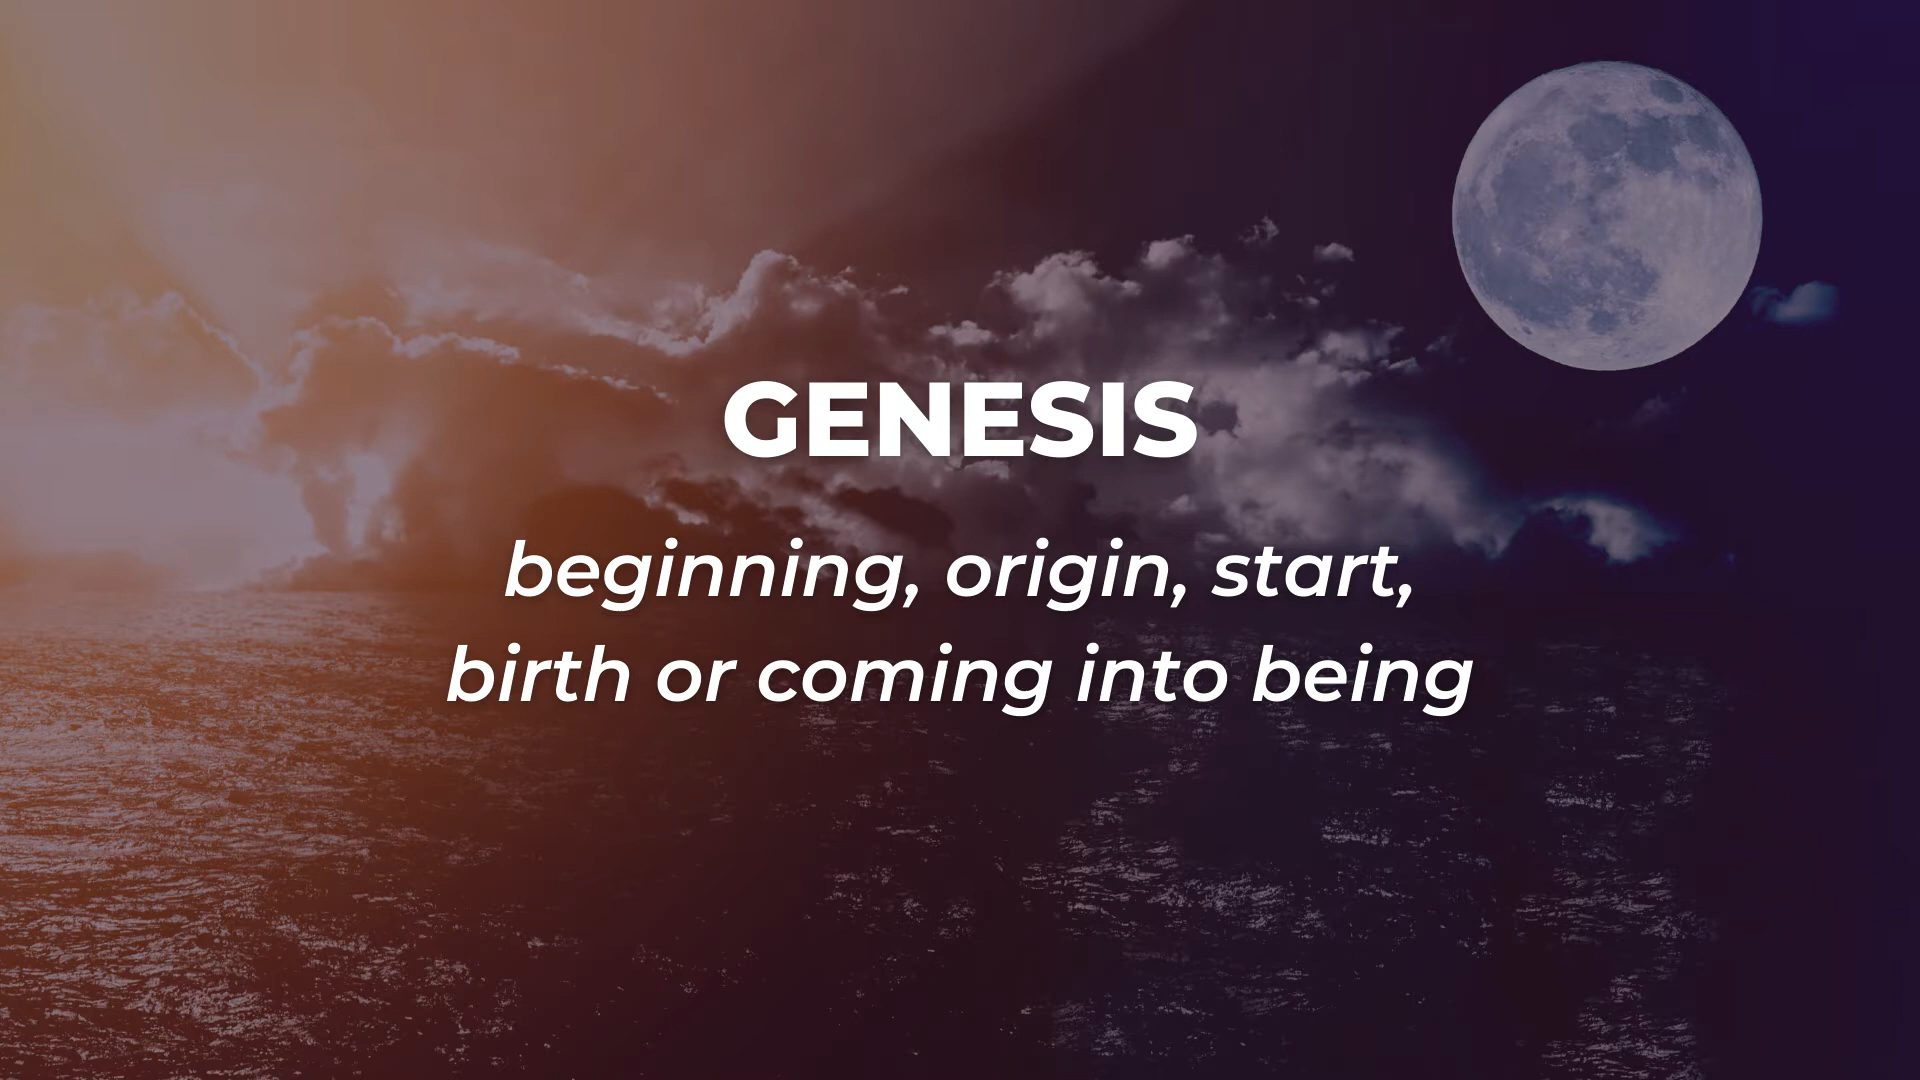 GENESIS
beginning, origin, start,
birth or coming into being